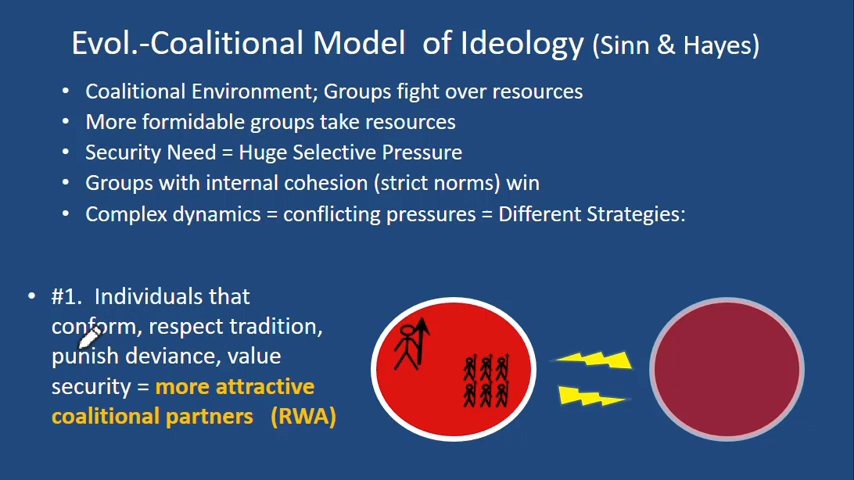 Evol.-Coalitional Model of Ideology (Sinn & Hayes)
• Coalitional Environment; Groups fight over resources
• More formidable groups take resources
• Security Need = Huge Selective Pressure
• Groups with internal cohesion (strict norms) win
• Complex dynamics = conflicting pressures = Different Strategies:
• #1. Individuals that
conform, respect tradition,
punish deviance, value
security = more attractive
coalitional partners (RWA)